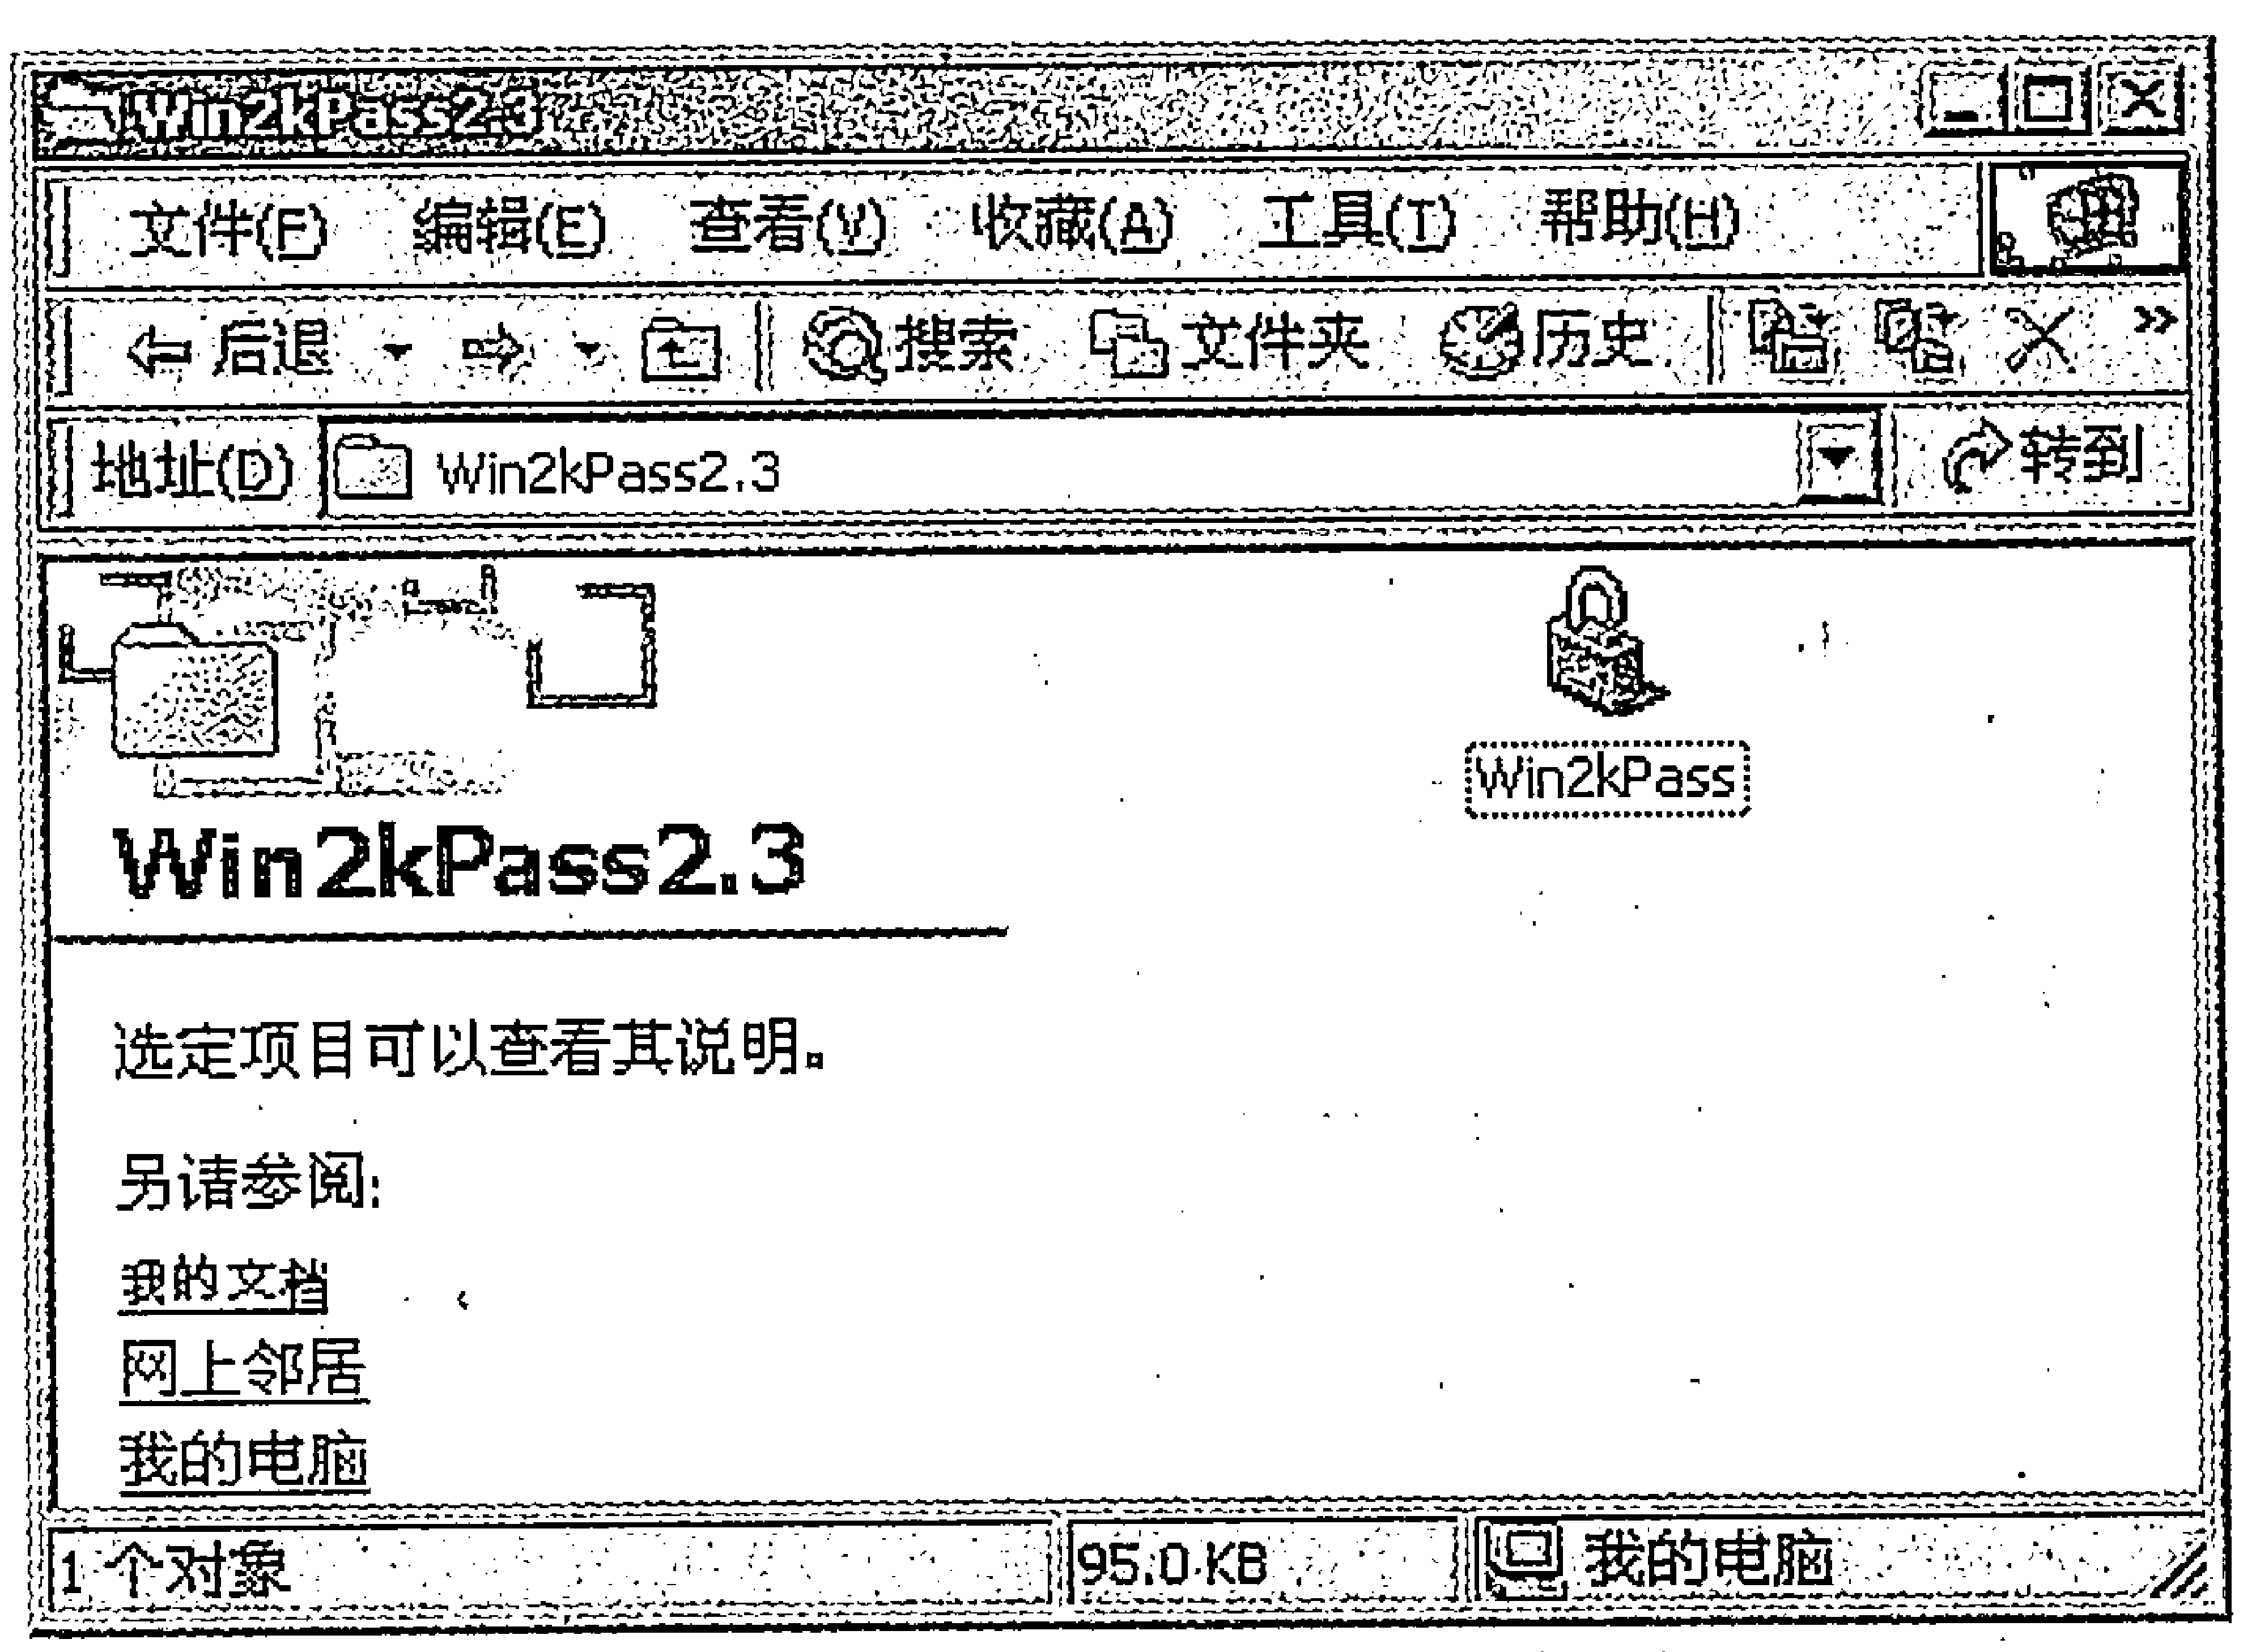 Win2kPass2.3
文件(F) 编辑(E) 查看(V) 收藏(A) 工具(T) 帮助(H)
后退 搜索 文件夹 历史 »
地址(D) Win2kPass2.3 转到
Win2kPass
Win2kPass2.3
选定项目可以查看其说明。
另请参阅:
我的文档
网上邻居
我的电脑
1 个对象 95.0 KB 我的电脑